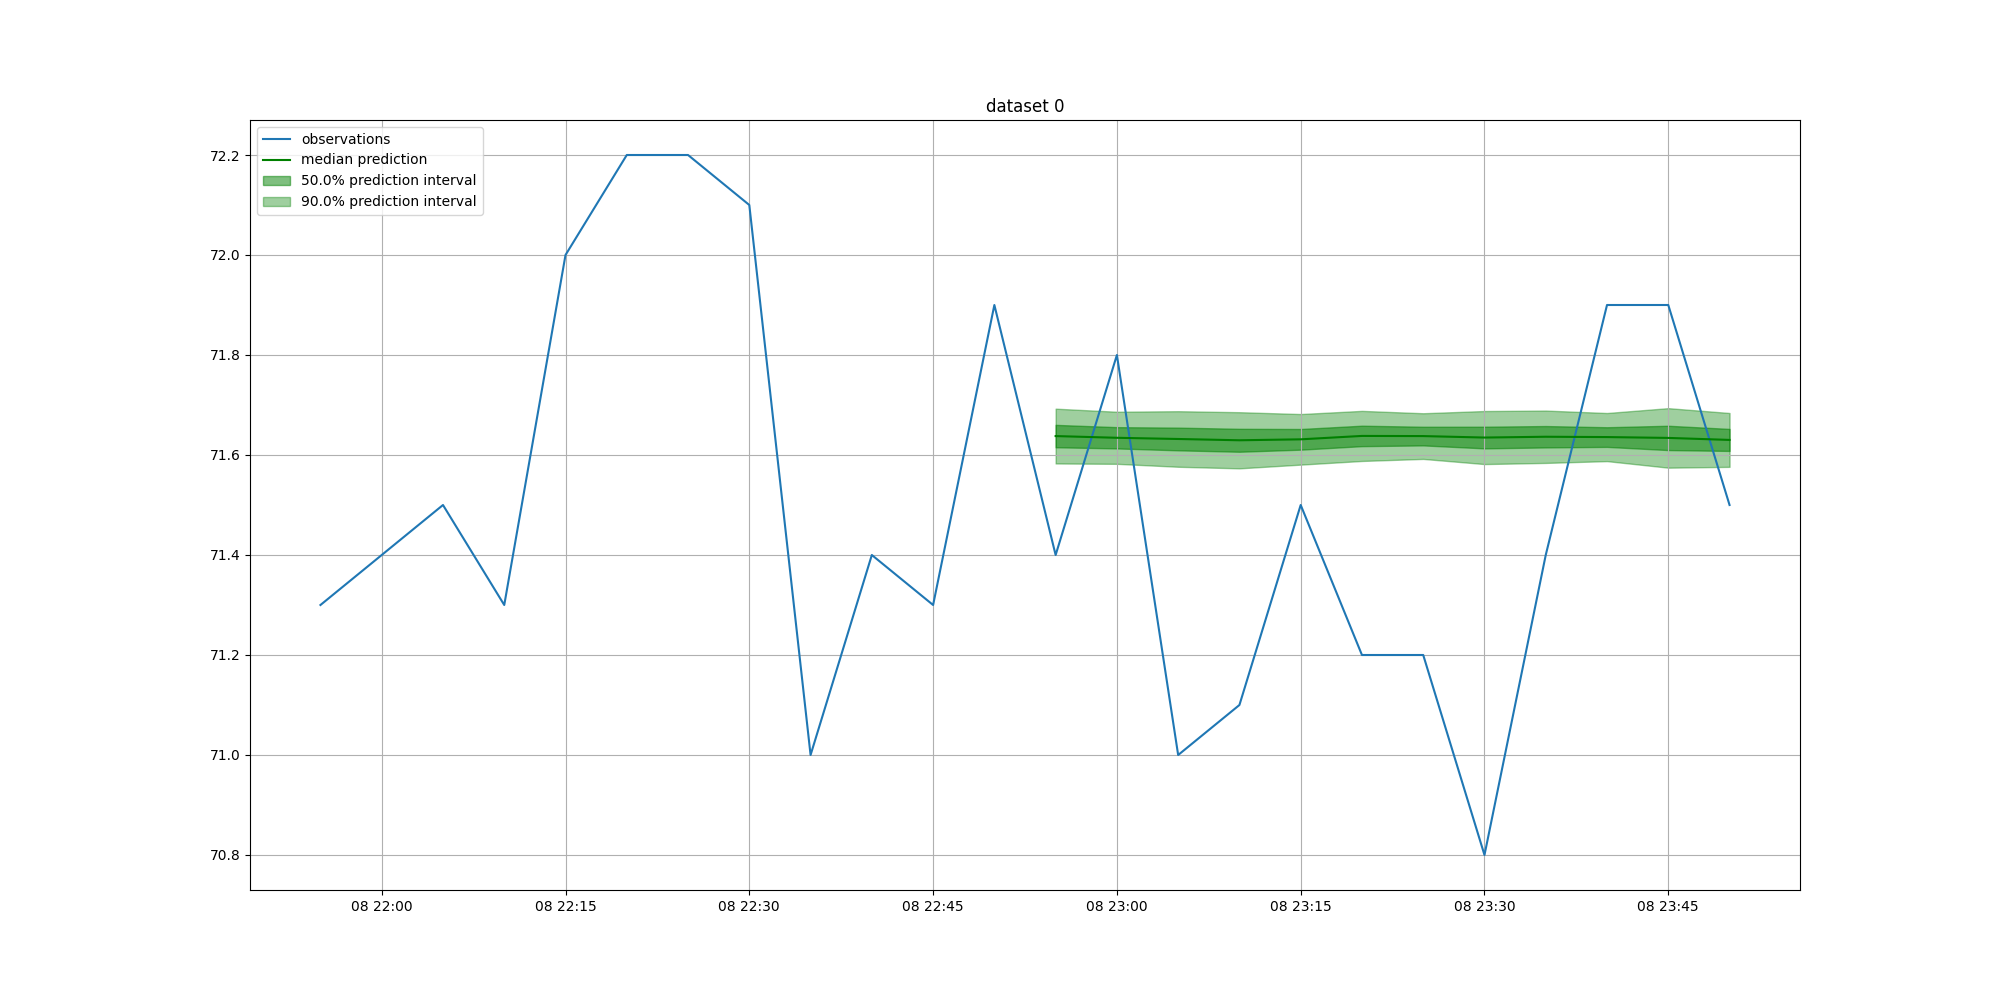 dataset 0
observations
median prediction
50.0% prediction interval
90.0% prediction interval
72.2
72.0
71.8
71.6
71.4
71.2
71.0
70.8
08 22:00 08 22:15 08 22:30 08 22:45 08 23:00 08 23:15 08 23:30 08 23:45